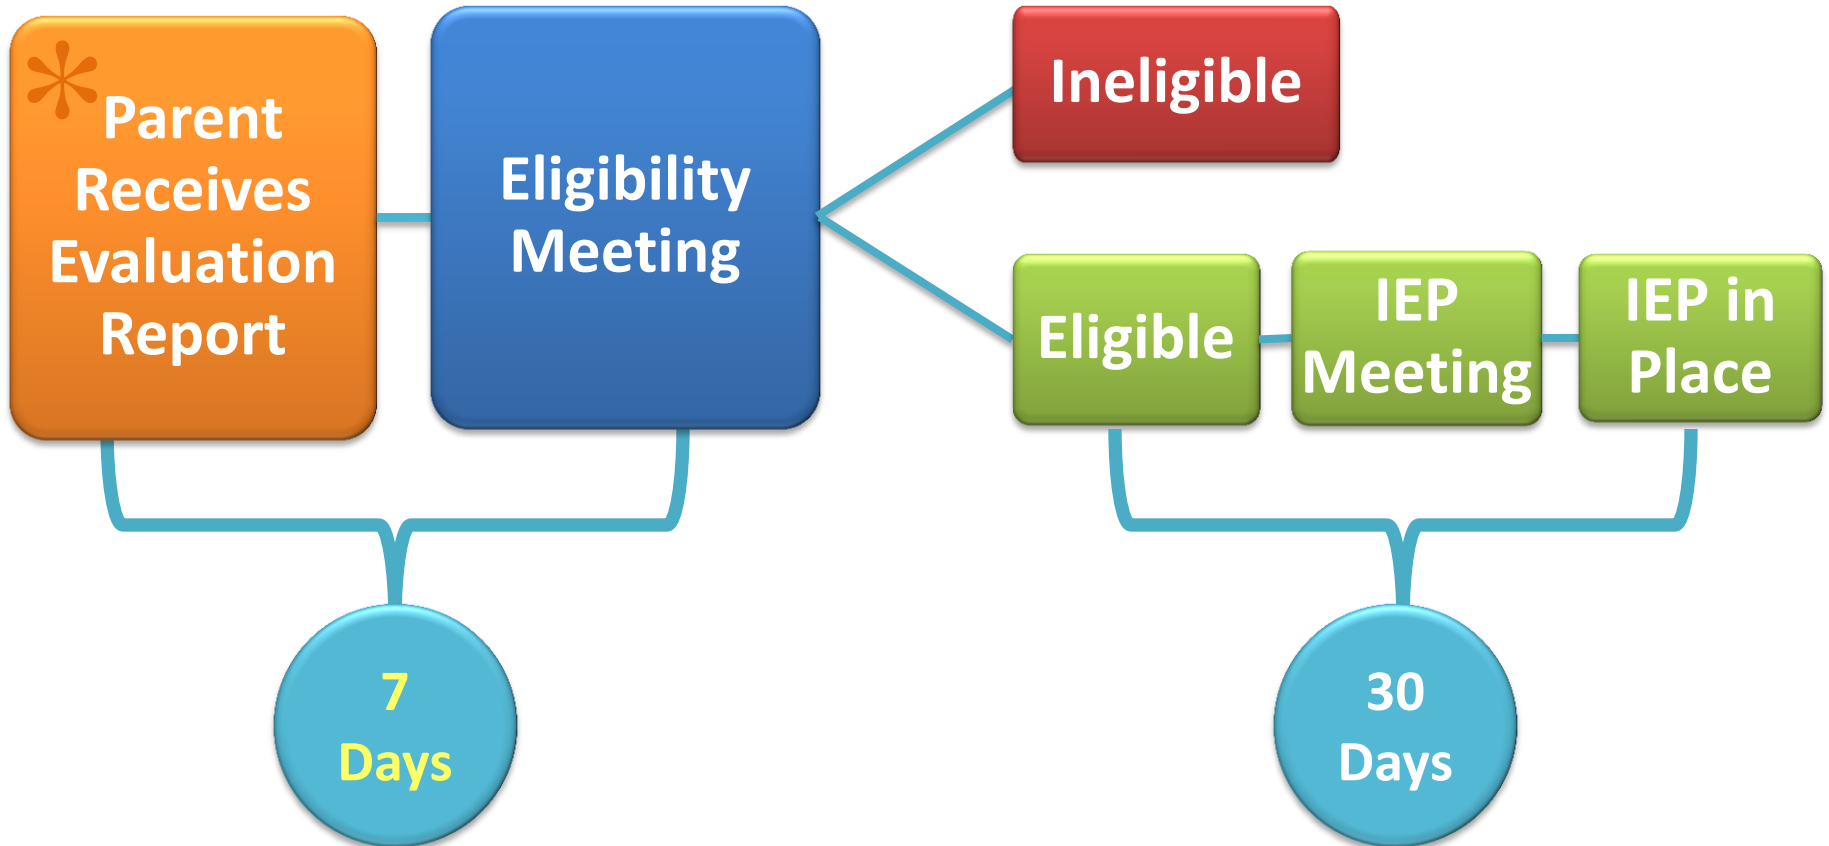 *
Parent
Receives
Evaluation
Report
Eligibility
Meeting
Ineligible
Eligible
IEP
Meeting
IEP in
Place
7
Days
30
Days